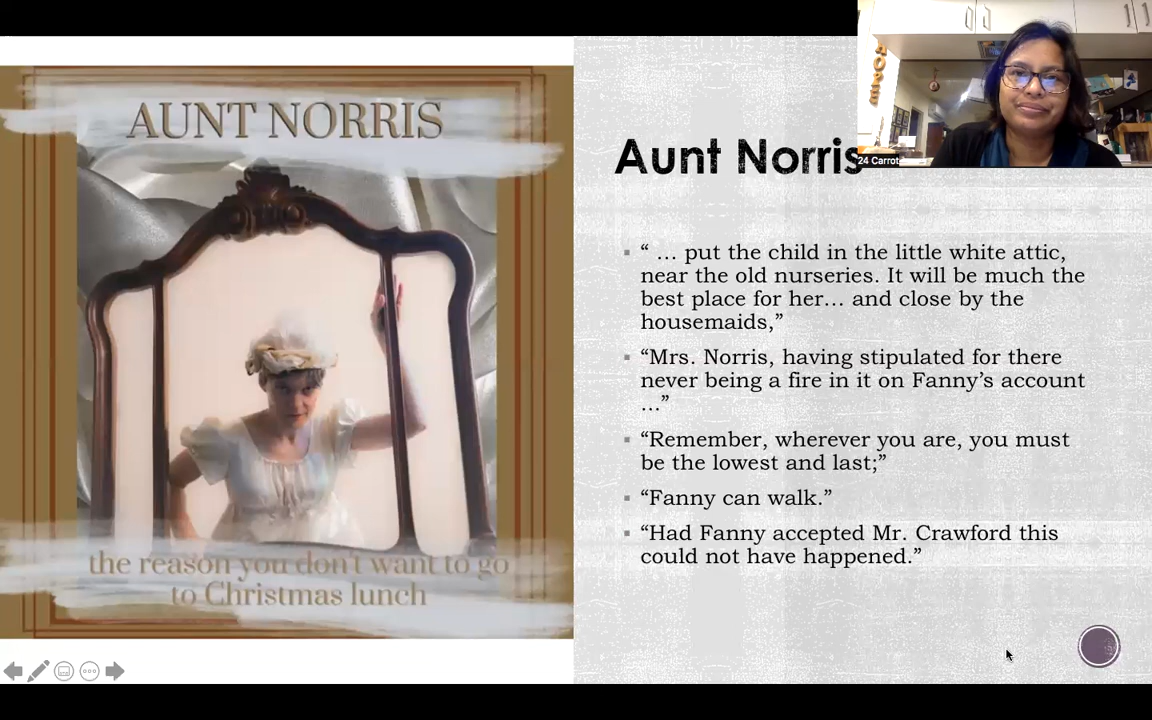 AUNT NORRIS
the reason you don't want to go
to Christmas lunch
Aunt Norris
“ … put the child in the little white attic,
near the old nurseries. It will be much the
best place for her… and close by the
housemaids,”
“Mrs. Norris, having stipulated for there
never being a fire in it on Fanny’s account
…”
“Remember, wherever you are, you must
be the lowest and last;”
“Fanny can walk.”
“Had Fanny accepted Mr. Crawford this
could not have happened.”
HOPE
24 Carrot